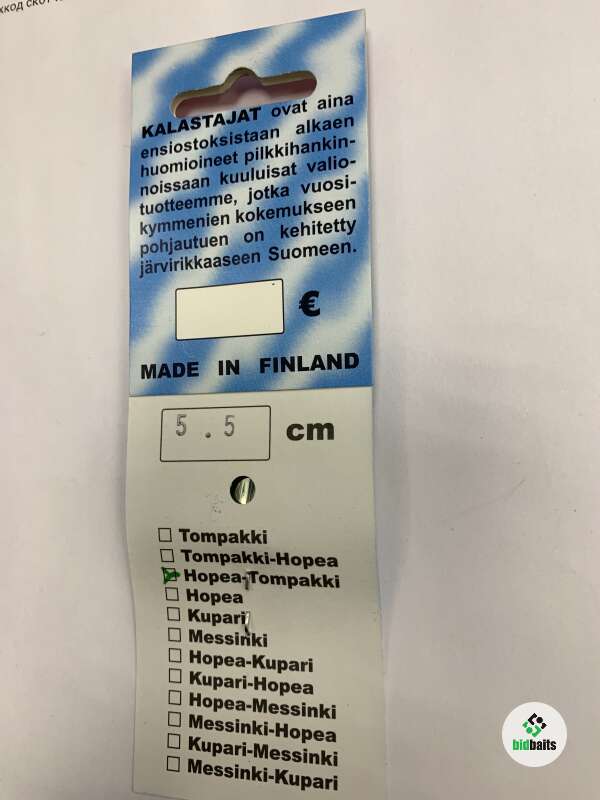 KALASTAJAT ovat aina
ensiostoksistaan alkaen
huomioineet pilkkihankin-
noissaan kuuluisat valio-
tuotteemme, jotka vuosi-
kymmenien kokemukseen
pohjautuen on kehitetty
järvirikkaaseen Suomeen.
€
MADE IN FINLAND
5.5 cm
Tompakki
Tompakki-Hopea
Hopea-Tompakki
Hopea
Kupari
Messinki
Hopea-Kupari
Kupari-Hopea
Hopea-Messinki
Messinki-Hopea
Kupari-Messinki
Messinki-Kupari
bidbaits